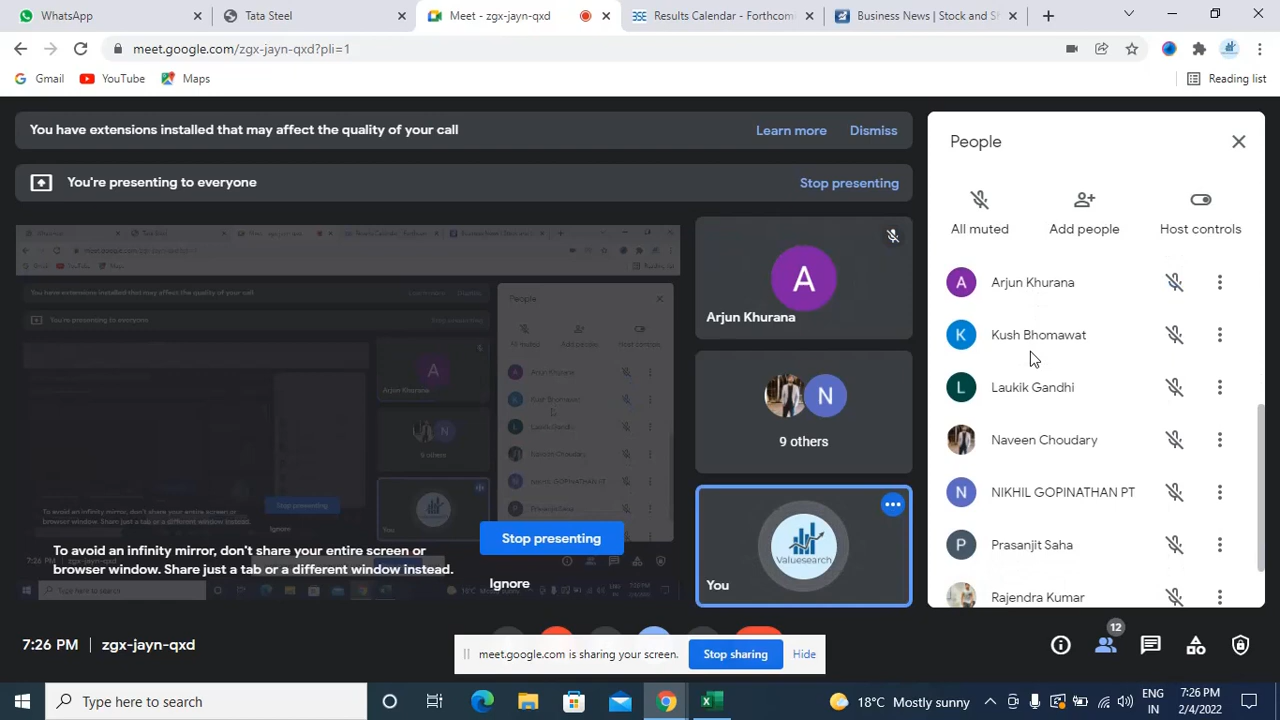 WhatsApp
Tata Steel
Meet - zgx-jayn-qxd
Results Calendar - Forthcom
Business News | Stock and S
meet.google.com/zgx-jayn-qxd?pli=1
Gmail
YouTube
Maps
Reading list
You have extensions installed that may affect the quality of your call
Learn more
Dismiss
You're presenting to everyone
Stop presenting
People
All muted
Add people
Host controls
A
Arjun Khurana
N
9 others
Valuesearch
You
A
Arjun Khurana
K
Kush Bhomawat
L
Laukik Gandhi
Naveen Choudary
N
NIKHIL GOPINATHAN PT
P
Prasanjit Saha
Rajendra Kumar
To avoid an infinity mirror, don't share your entire screen or
browser window. Share just a tab or a different window instead.
Stop presenting
Ignore
7:26 PM | zgx-jayn-qxd
meet.google.com is sharing your screen.
Stop sharing
Hide
12
Type here to search
18°C Mostly sunny
ENG
IN
7:26 PM
2/4/2022